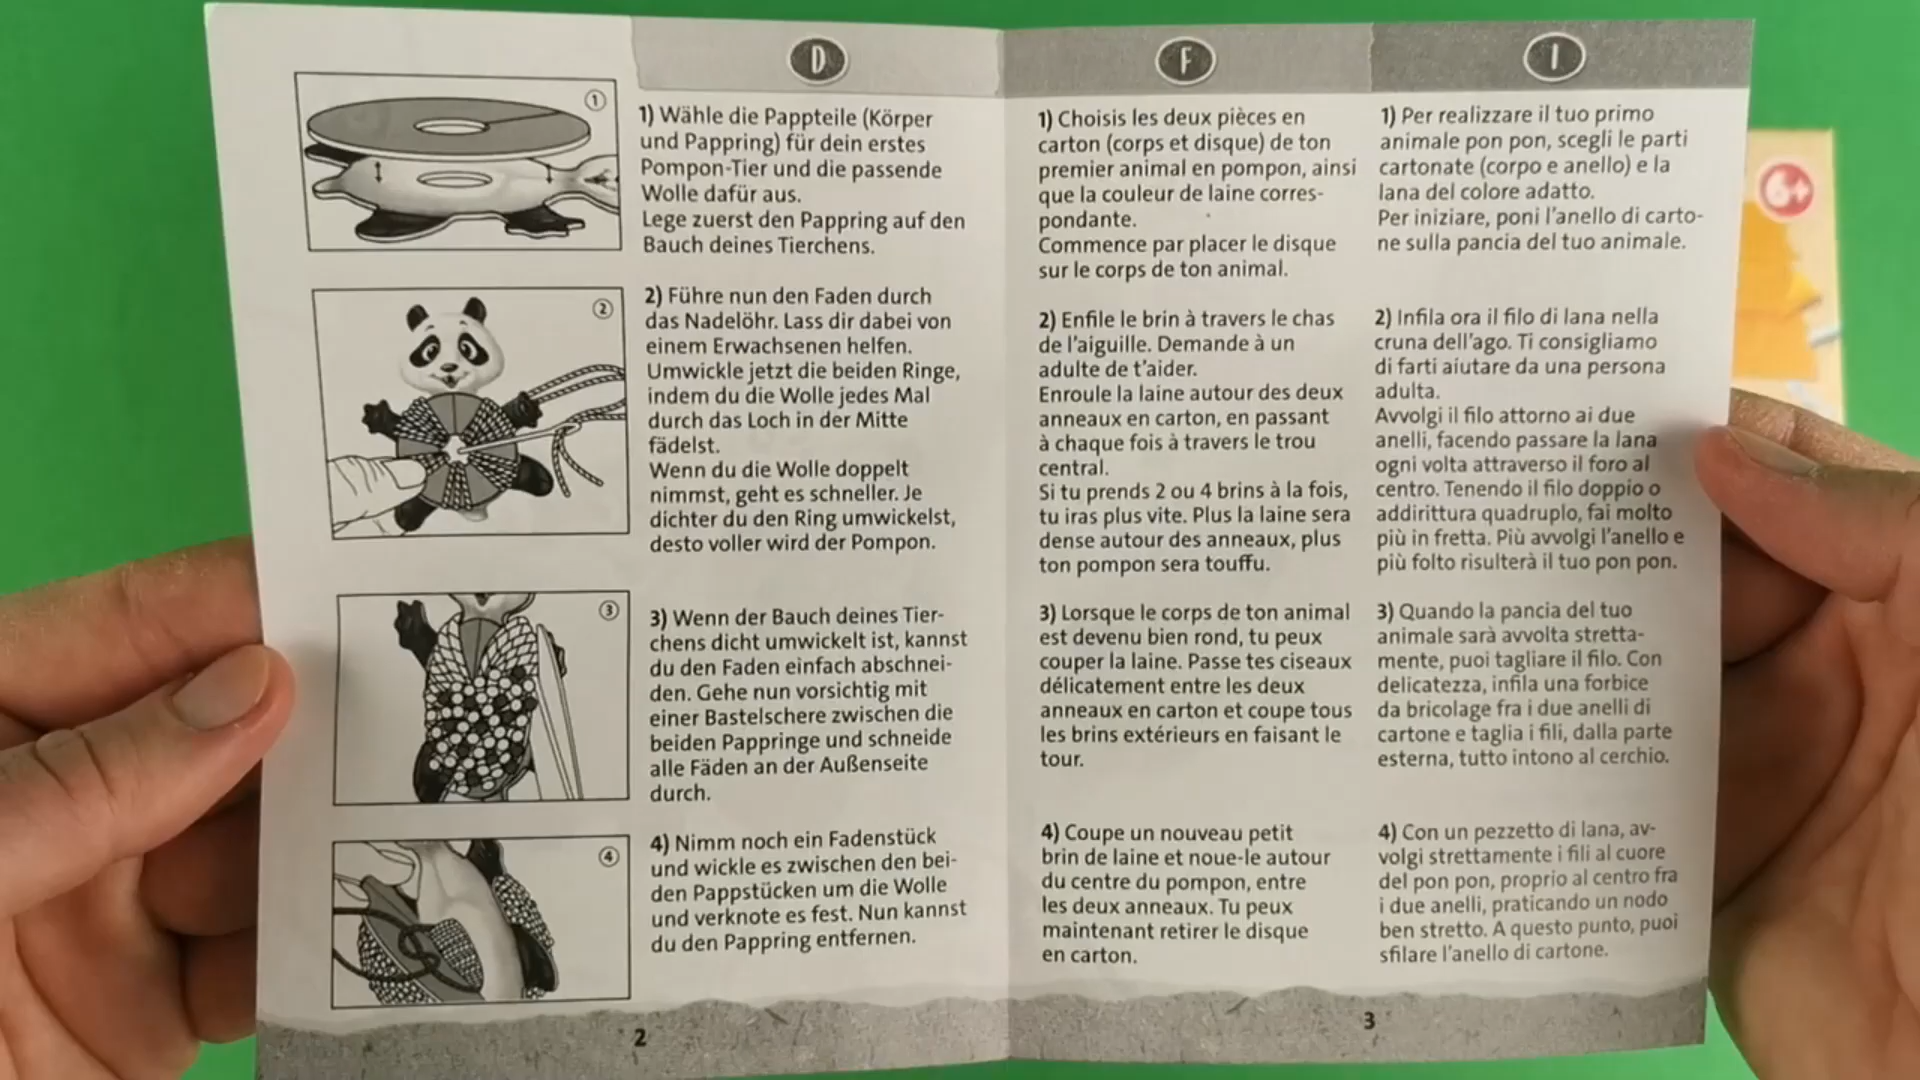 D
1) Wähle die Pappteile (Körper
und Pappring) für dein erstes
Pompon-Tier und die passende
Wolle dafür aus.
Lege zuerst den Pappring auf den
Bauch deines Tierchens.
2) Führe nun den Faden durch
das Nadelöhr. Lass dir dabei von
einem Erwachsenen helfen.
Umwickle jetzt die beiden Ringe,
indem du die Wolle jedes Mal
durch das Loch in der Mitte
fädelst.
Wenn du die Wolle doppelt
nimmst, geht es schneller. Je
dichter du den Ring umwickelst,
desto voller wird der Pompon.
3) Wenn der Bauch deines Tier-
chens dicht umwickelt ist, kannst
du den Faden einfach abschnei-
den. Gehe nun vorsichtig mit
einer Bastelschere zwischen die
beiden Pappringe und schneide
alle Fäden an der Außenseite
durch.
4) Nimm noch ein Fadenstück
und wickle es zwischen den bei-
den Pappstücken um die Wolle
und verknote es fest. Nun kannst
du den Pappring entfernen.
1
2
3
4
2
F
1) Choisis les deux pièces en
carton (corps et disque) de ton
premier animal en pompon, ainsi
que la couleur de laine corres-
pondante.
Commence par placer le disque
sur le corps de ton animal.
2) Enfile le brin à travers le chas
de l'aiguille. Demande à un
adulte de t'aider.
Enroule la laine autour des deux
anneaux en carton, en passant
à chaque fois à travers le trou
central.
Si tu prends 2 ou 4 brins à la fois,
tu iras plus vite. Plus la laine sera
dense autour des anneaux, plus
ton pompon sera touffu.
3) Lorsque le corps de ton animal
est devenu bien rond, tu peux
couper la laine. Passe tes ciseaux
délicatement entre les deux
anneaux en carton et coupe tous
les brins extérieurs en faisant le
tour.
4) Coupe un nouveau petit
brin de laine et noue-le autour
du centre du pompon, entre
les deux anneaux. Tu peux
maintenant retirer le disque
en carton.
I
1) Per realizzare il tuo primo
animale pon pon, scegli le parti
cartonate (corpo e anello) e la
lana del colore adatto.
Per iniziare, poni l'anello di carto-
ne sulla pancia del tuo animale.
2) Infila ora il filo di lana nella
cruna dell'ago. Ti consigliamo
di farti aiutare da una persona
adulta.
Avvolgi il filo attorno ai due
anelli, facendo passare la lana
ogni volta attraverso il foro al
centro. Tenendo il filo doppio o
addirittura quadruplo, fai molto
più in fretta. Più avvolgi l'anello e
più folto risulterà il tuo pon pon.
3) Quando la pancia del tuo
animale sarà avvolta stretta-
mente, puoi tagliare il filo. Con
delicatezza, infila una forbice
da bricolage fra i due anelli di
cartone e taglia i fili, dalla parte
esterna, tutto intono al cerchio.
4) Con un pezzetto di lana, av-
volgi strettamente i fili al cuore
del pon pon, proprio al centro fra
i due anelli, praticando un nodo
ben stretto. A questo punto, puoi
sfilare l'anello di cartone.
3
6+